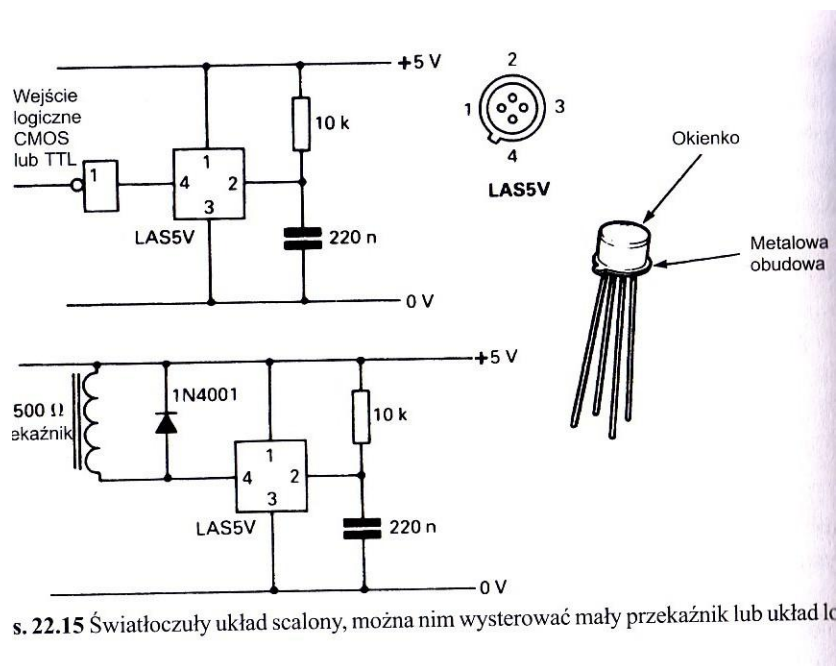 +5 V
Wejście
logiczne
CMOS
lub TTL
1
10 k
1
4
2
3
LAS5V
220 n
0 V
2
1
3
4
LAS5V
Okienko
Metalowa
obudowa
+5 V
500 Ω
ekaźnik
1N4001
10 k
1
4
2
3
LAS5V
220 n
0 V
s. 22.15 Światłoczuły układ scalony, można nim wysterować mały przekaźnik lub układ lo